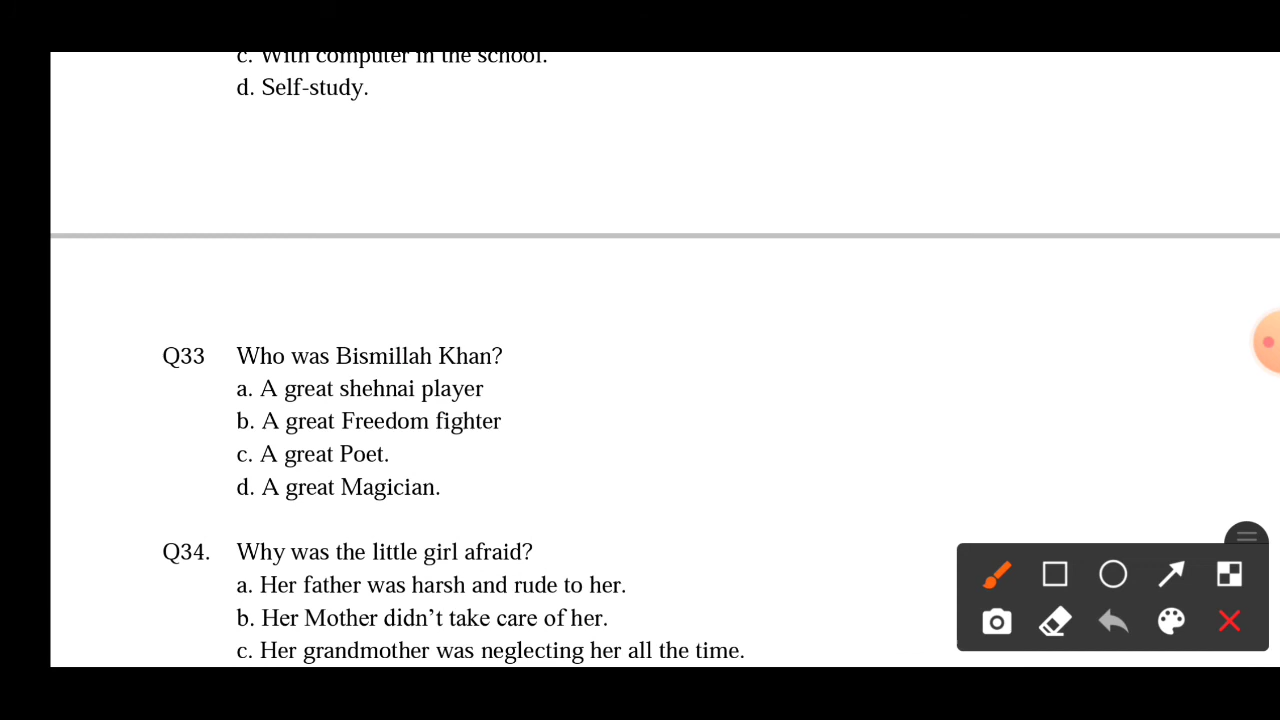 c. With computer in the school.
d. Self-study.
Q33 Who was Bismillah Khan?
a. A great shehnai player
b. A great Freedom fighter
c. A great Poet.
d. A great Magician.
Q34. Why was the little girl afraid?
a. Her father was harsh and rude to her.
b. Her Mother didn’t take care of her.
c. Her grandmother was neglecting her all the time.